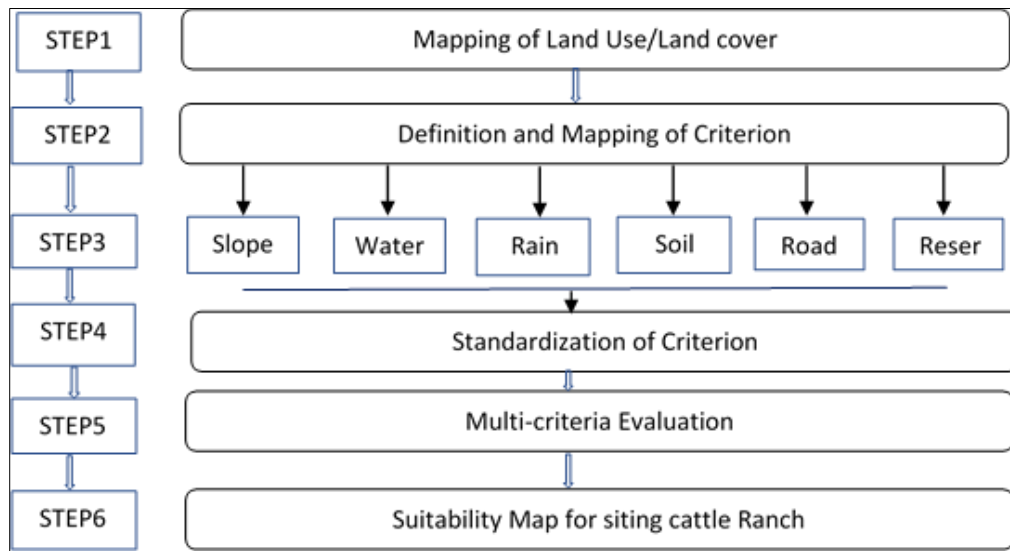 STEP1
Mapping of Land Use/Land cover
STEP2
Definition and Mapping of Criterion
STEP3
Slope
Water
Rain
Soil
Road
Reser
STEP4
Standardization of Criterion
STEP5
Multi-criteria Evaluation
STEP6
Suitability Map for siting cattle Ranch